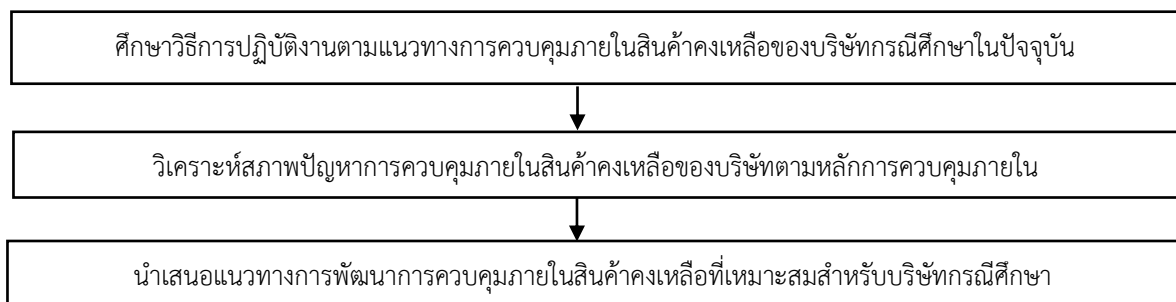 ศึกษาวิธีการปฏิบัติงานตามแนวทางการควบคุมภายในสินค้าคงเหลือของบริษัทกรณีศึกษาในปัจจุบัน
วิเคราะห์สภาพปัญหาการควบคุมภายในสินค้าคงเหลือของบริษัทตามหลักการควบคุมภายใน
นำเสนอแนวทางการพัฒนาการควบคุมภายในสินค้าคงเหลือที่เหมาะสมสำหรับบริษัทกรณีศึกษา